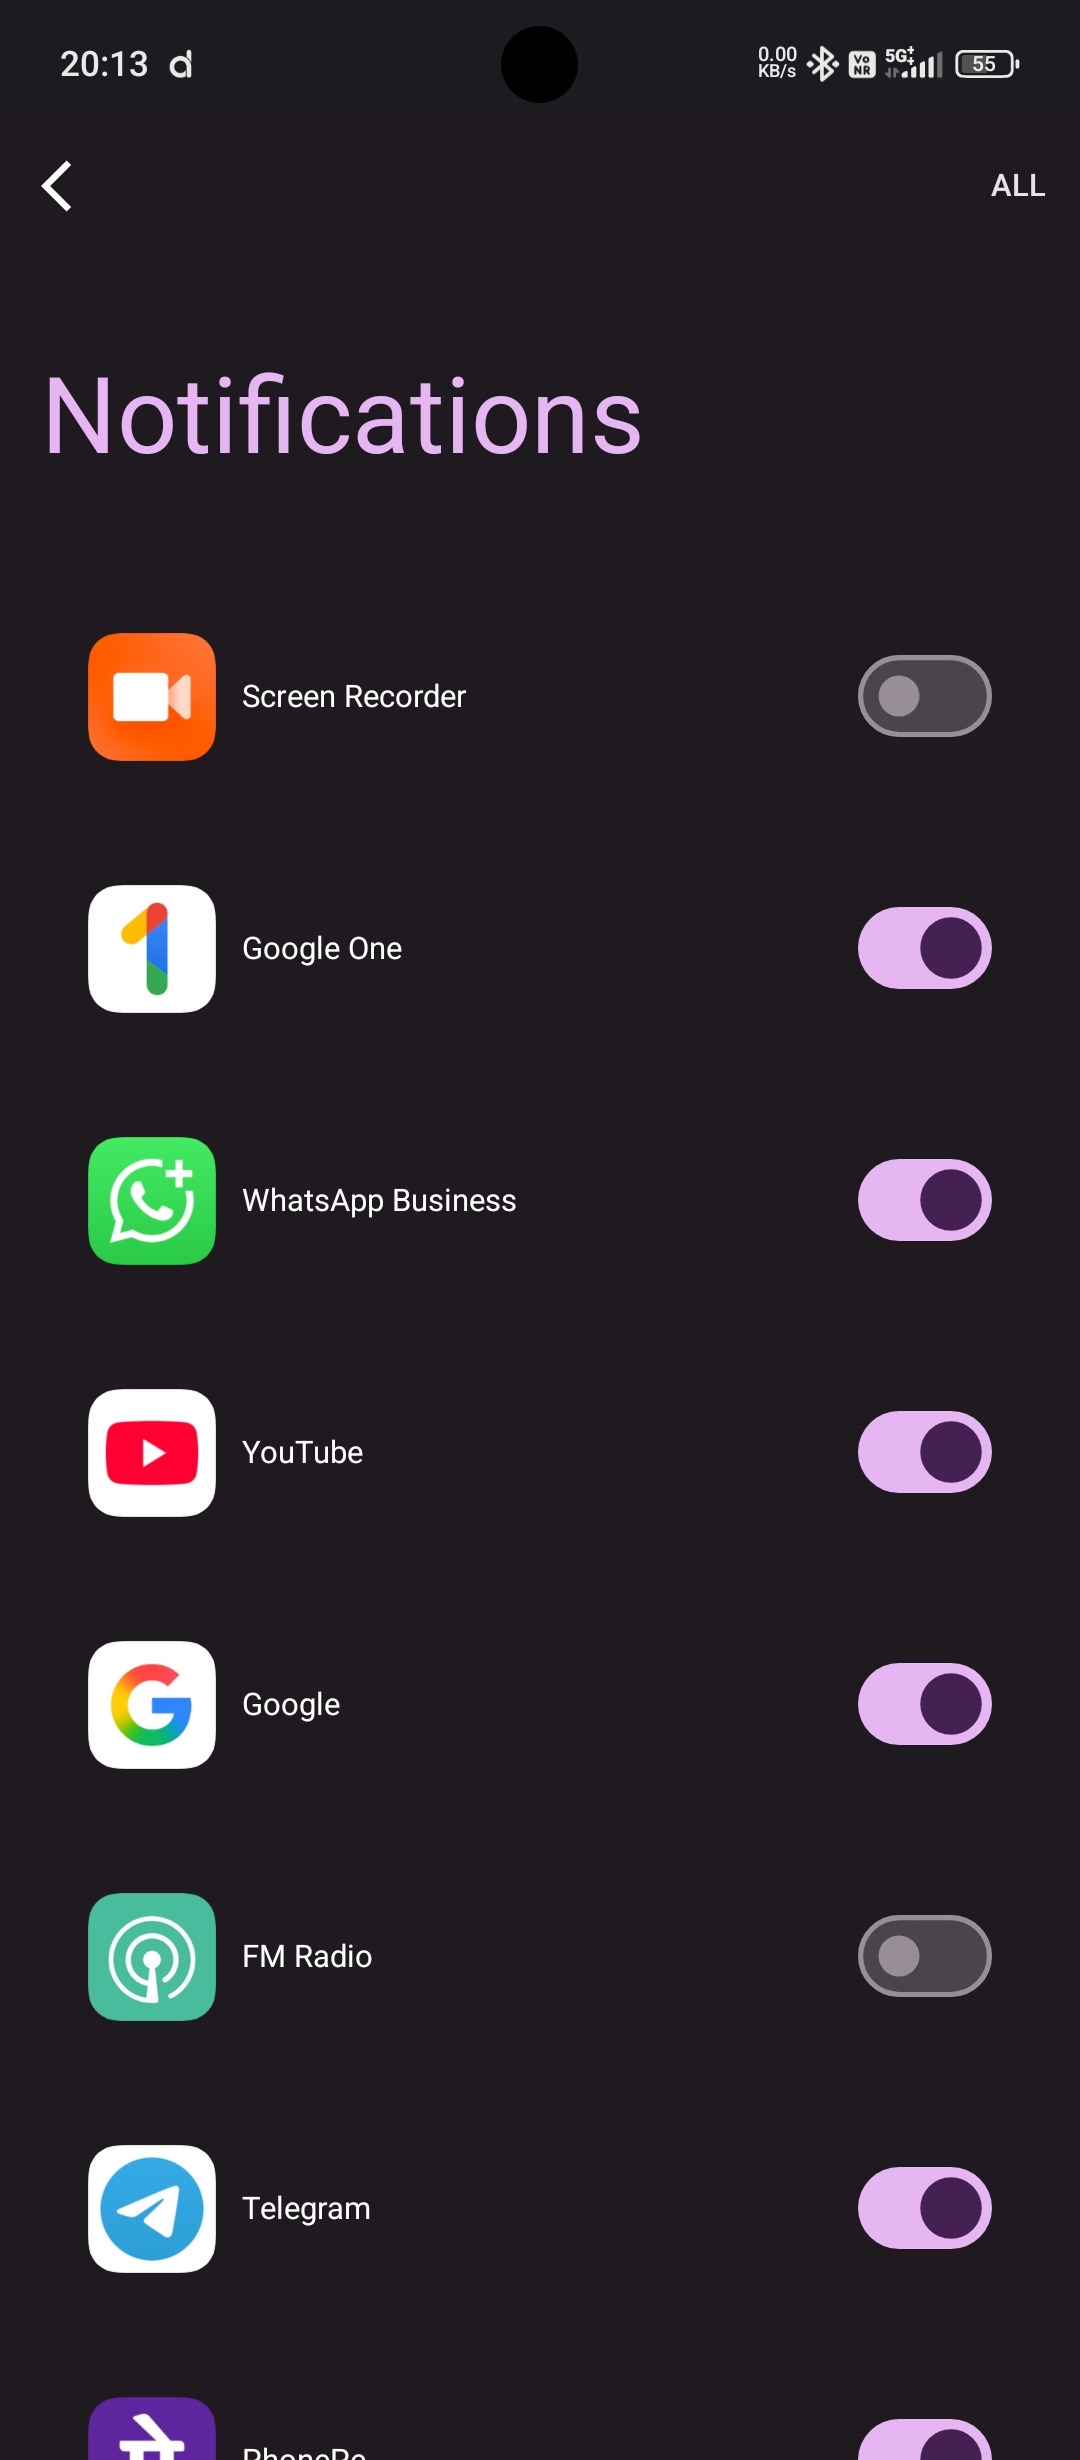 20:13
0.00
KB/s
Vo
NR
5G+
55
ALL
Notifications
Screen Recorder
Google One
WhatsApp Business
YouTube
Google
FM Radio
Telegram
PhonePe